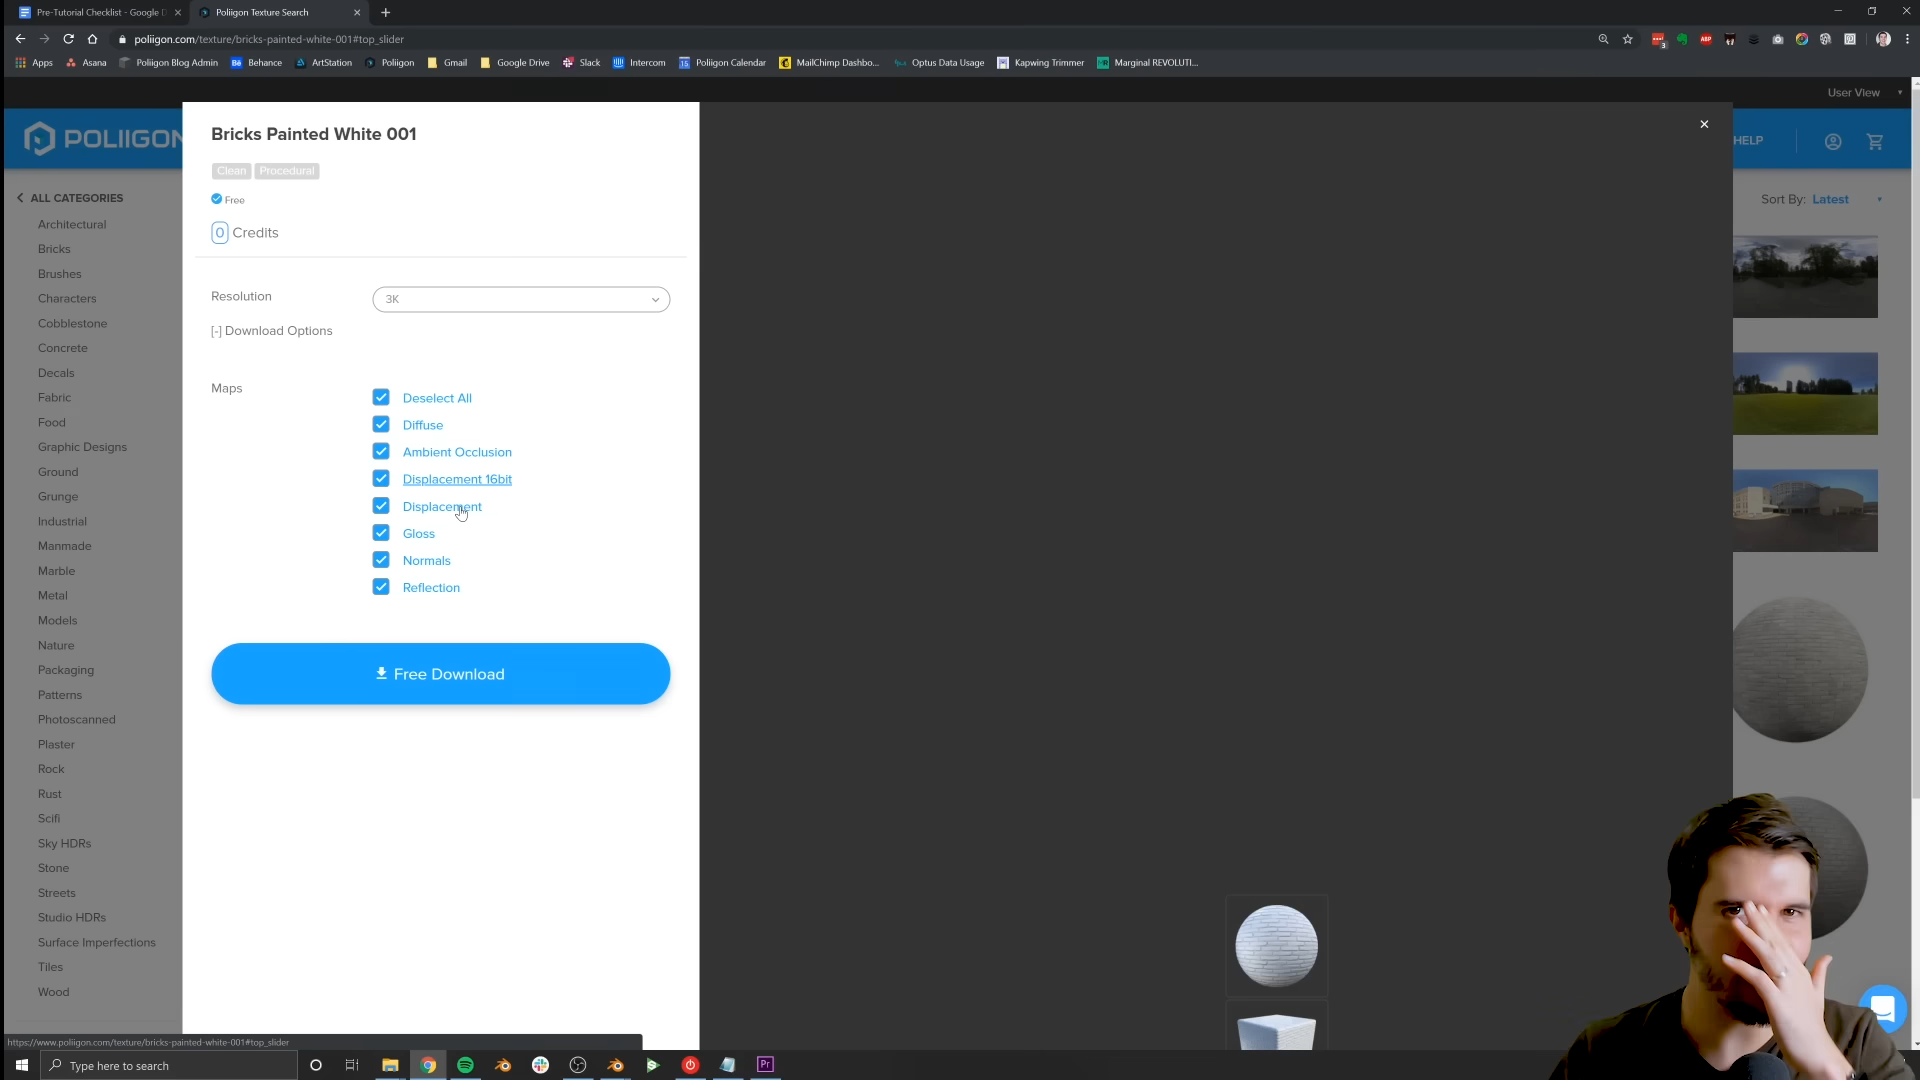 Pre-Tutorial Checklist - Google D
Poliigon Texture Search
poliigon.com/texture/bricks-painted-white-001#top_slider
Apps
Asana
Poliigon Blog Admin
Behance
ArtStation
Poliigon
Gmail
Google Drive
Slack
Intercom
Poliigon Calendar
MailChimp Dashbo...
Optus Data Usage
Kapwing Trimmer
Marginal REVOLUTI...
User View
POLIIGON
HELP
ALL CATEGORIES
Architectural
Bricks
Brushes
Characters
Cobblestone
Concrete
Decals
Fabric
Food
Graphic Designs
Ground
Grunge
Industrial
Manmade
Marble
Metal
Models
Nature
Packaging
Patterns
Photoscanned
Plaster
Rock
Rust
Scifi
Sky HDRs
Stone
Streets
Studio HDRs
Surface Imperfections
Tiles
Wood
Bricks Painted White 001
Clean Procedural
Free
0 Credits
Resolution
3K
[-] Download Options
Maps
Deselect All
Diffuse
Ambient Occlusion
Displacement 16bit
Displacement
Gloss
Normals
Reflection
Free Download
Sort By: Latest
https://www.poliigon.com/texture/bricks-painted-white-001#top_slider
Type here to search
Pr